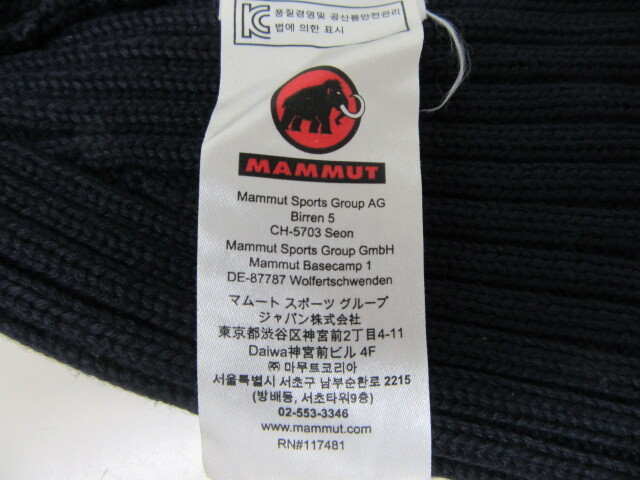 품질경영및 공산품안전관리
법에 의한 표시
MAMMUT
Mammut Sports Group AG
Birren 5
CH-5703 Seon
Mammut Sports Group GmbH
Mammut Basecamp 1
DE-87787 Wolfertschwenden
マムート スポーツ グループ
ジャパン株式会社
東京都渋谷区神宮前2丁目4-11
Daiwa神宮前ビル 4F
㈜ 마무트코리아
서울특별시 서초구 남부순환로 2215
(방배동, 서초타워9층)
02-553-3346
www.mammut.com
RN#117481